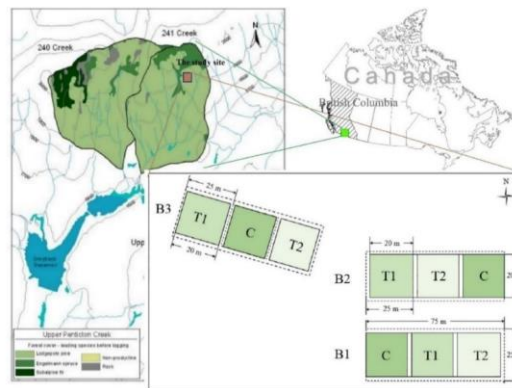 240 Creek
241 Creek
The study site
N
Canada
British Columbia
Upp
Upper Penticton Creek
Forest cover - leading species before logging
Lodgepole pine
Engelmann spruce
Subalpine fir
Non-productive
Rock
N
B3
25 m
T1
C
T2
20 m
B2
20 m
T1
T2
C
25 m
75 m
B1
C
T1
T2